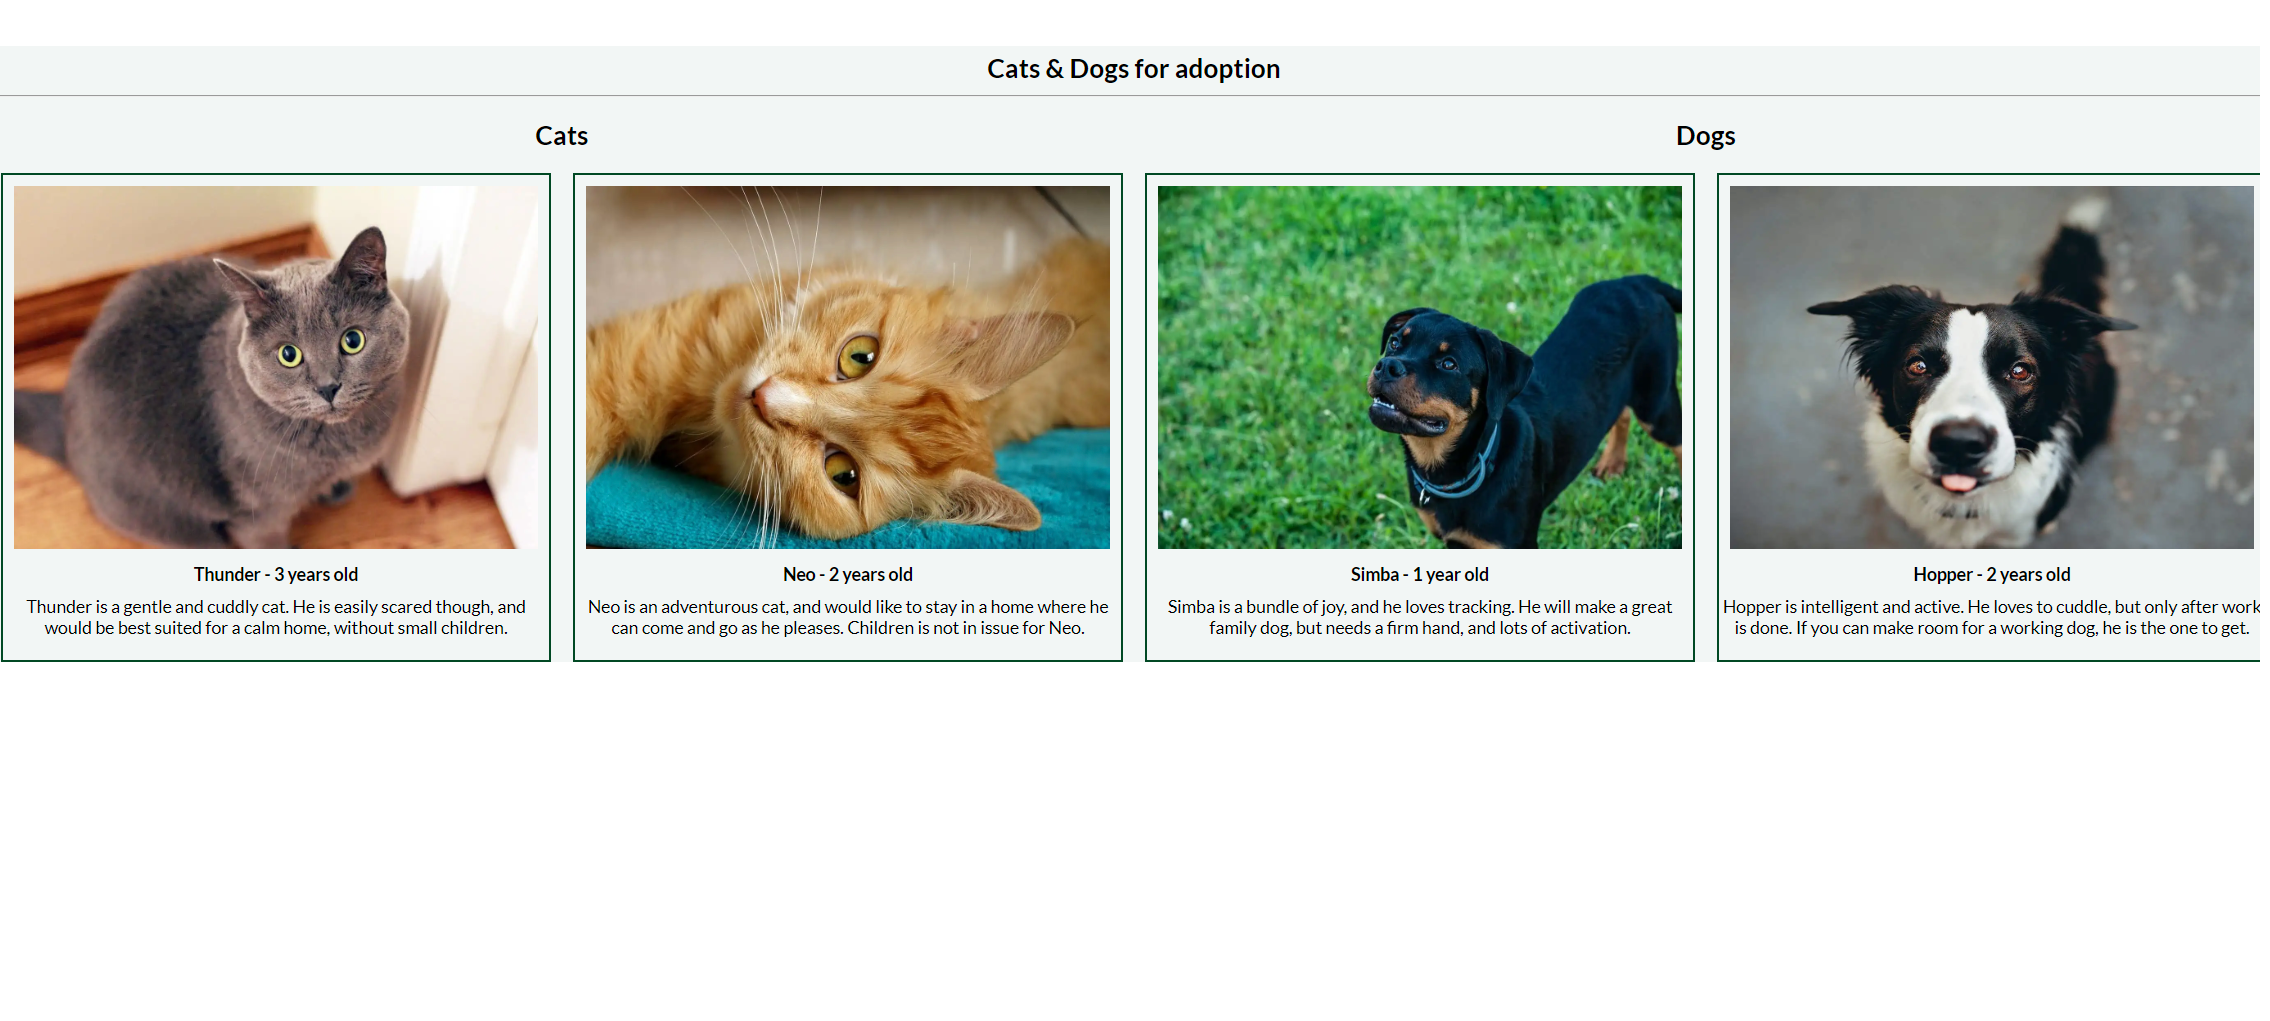 Cats & Dogs for adoption
Cats
Dogs
Thunder - 3 years old
Thunder is a gentle and cuddly cat. He is easily scared though, and
would be best suited for a calm home, without small children.
Neo - 2 years old
Neo is an adventurous cat, and would like to stay in a home where he
can come and go as he pleases. Children is not in issue for Neo.
Simba - 1 year old
Simba is a bundle of joy, and he loves tracking. He will make a great
family dog, but needs a firm hand, and lots of activation.
Hopper - 2 years old
Hopper is intelligent and active. He loves to cuddle, but only after work
is done. If you can make room for a working dog, he is the one to get.